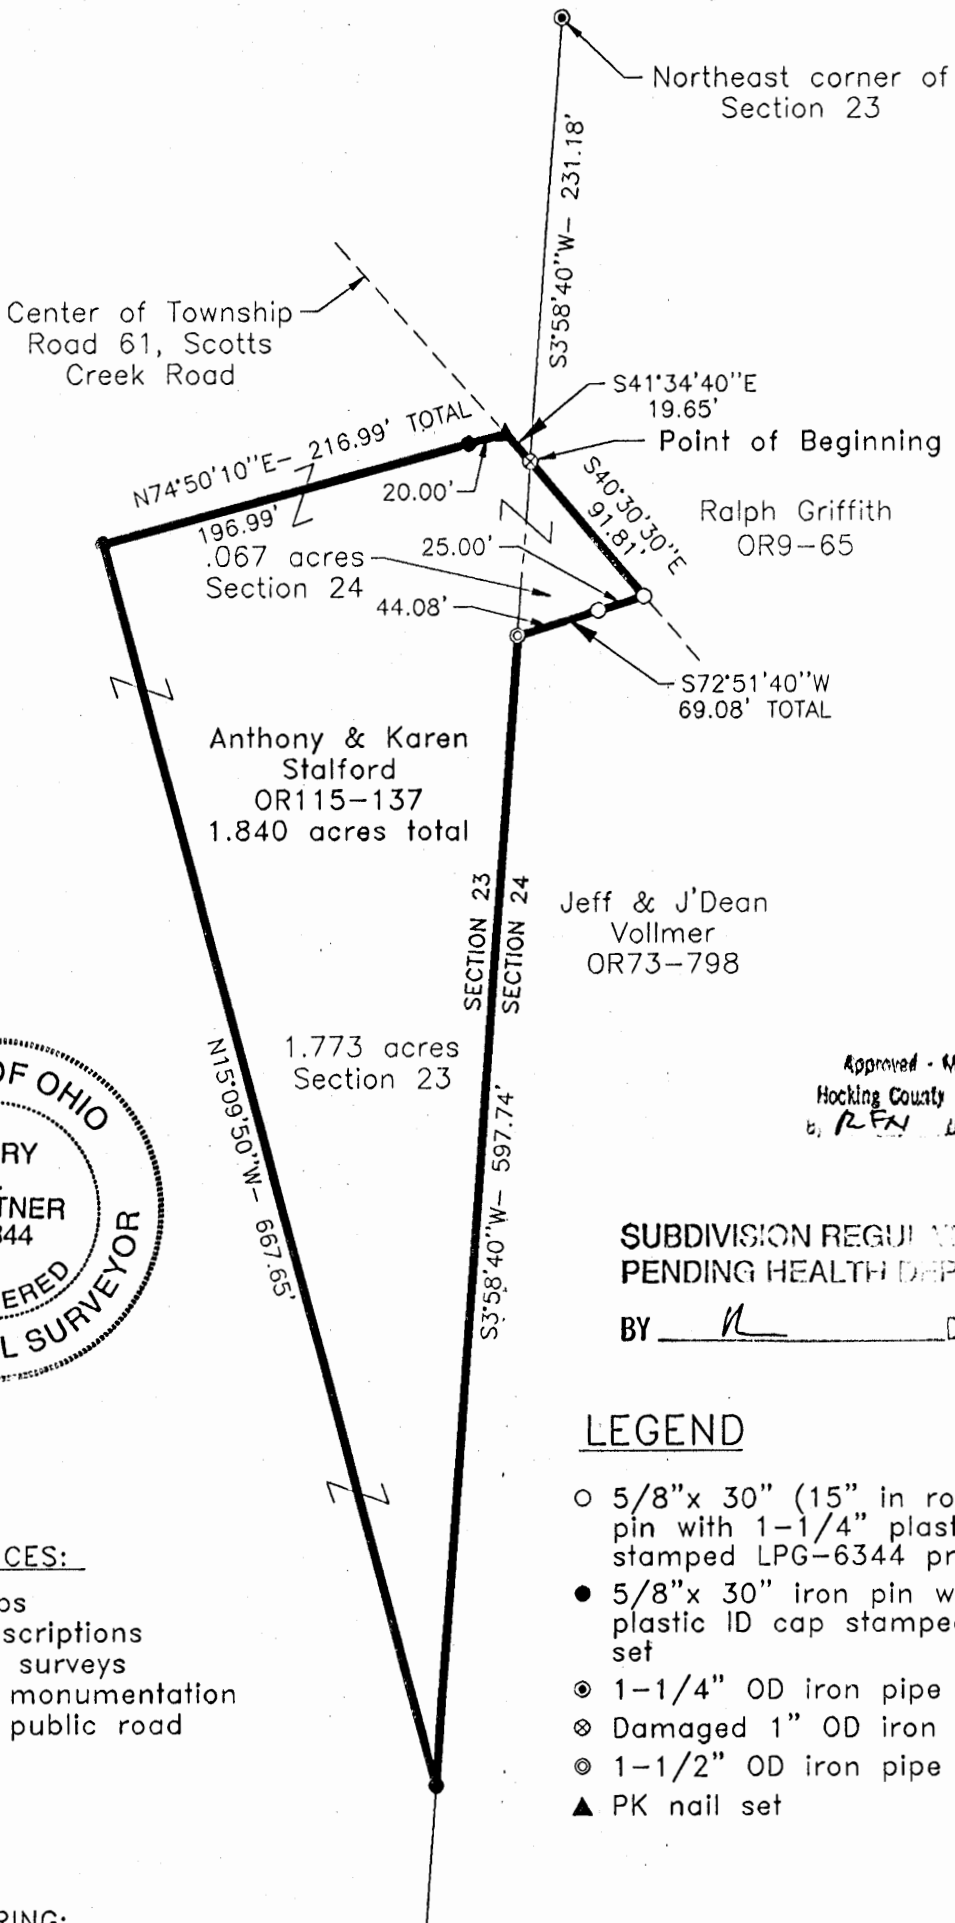 Northeast corner of
Section 23
S3°58'40"W- 231.18'
Center of Township
Road 61, Scotts
Creek Road
S41°34'40"E
19.65'
Point of Beginning
N74°50'10"E- 216.99' TOTAL
20.00'
196.99'
S40°30'30"E
91.81'
Ralph Griffith
OR9-65
.067 acres
Section 24
25.00'
44.08'
S72°51'40"W
69.08' TOTAL
Anthony & Karen
Stalford
OR115-137
1.840 acres total
SECTION 23
SECTION 24
Jeff & J'Dean
Vollmer
OR73-798
1.773 acres
Section 23
N15°09'50"W- 667.65'
S3°58'40"W- 597.74'
OF OHIO
RY
TNER
344
ERED
L SURVEYOR
Approved - M
Hocking County
RFN
SUBDIVISION REGUL
PENDING HEALTH DEP
BY
LEGEND
○ 5/8"x 30" (15" in ro
pin with 1-1/4" plast
stamped LPG-6344 pr
● 5/8"x 30" iron pin w
plastic ID cap stamped
set
◉ 1-1/4" OD iron pipe
⊗ Damaged 1" OD iron
◎ 1-1/2" OD iron pipe
▲ PK nail set
CES:
ps
scriptions
surveys
monumentation
public road
RING: